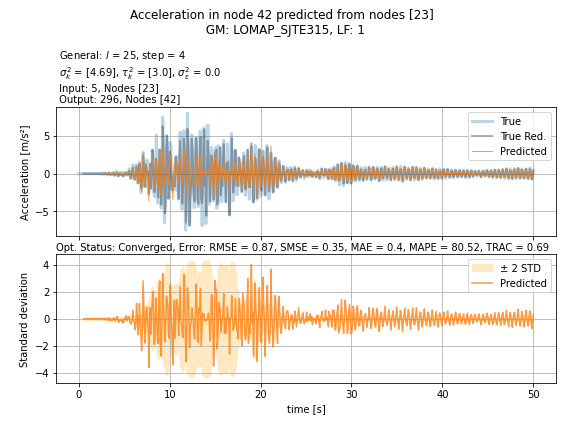 Acceleration in node 42 predicted from nodes [23]
GM: LOMAP_SJTE315, LF: 1
General: l = 25, step = 4
σ²ₖ = [4.69], τ²ₖ = [3.0], σ²ε = 0.0
Input: 5, Nodes [23]
Output: 296, Nodes [42]
True
True Red.
Predicted
5
0
−5
Acceleration [m/s²]
Opt. Status: Converged, Error: RMSE = 0.87, SMSE = 0.35, MAE = 0.4, MAPE = 80.52, TRAC = 0.69
± 2 STD
Predicted
4
2
0
−2
−4
Standard deviation
0 10 20 30 40 50
time [s]